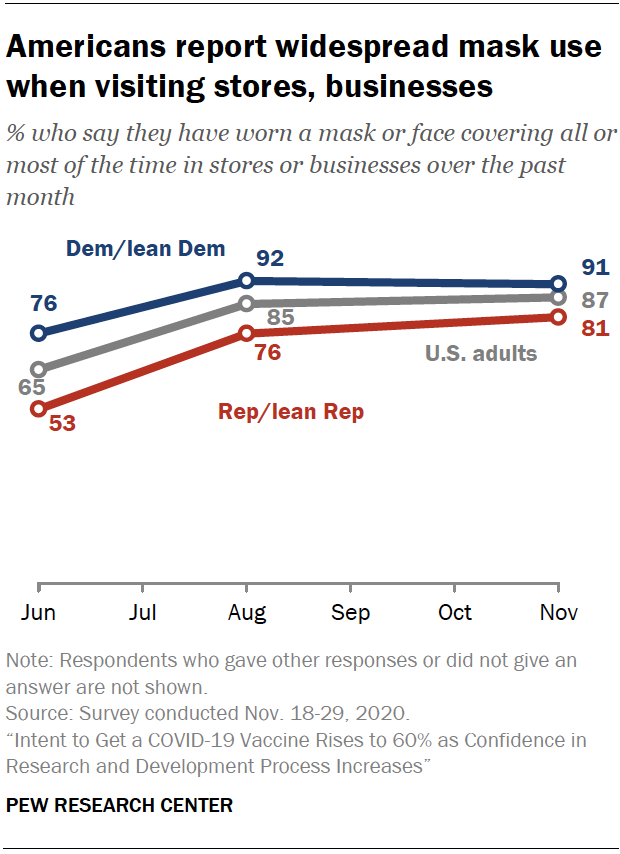 Americans report widespread mask use
when visiting stores, businesses
% who say they have worn a mask or face covering all or
most of the time in stores or businesses over the past
month
Dem/lean Dem
92
91
76
87
85
81
65
76
U.S. adults
53
Rep/lean Rep
Jun Jul Aug Sep Oct Nov
Note: Respondents who gave other responses or did not give an
answer are not shown.
Source: Survey conducted Nov. 18-29, 2020.
“Intent to Get a COVID-19 Vaccine Rises to 60% as Confidence in
Research and Development Process Increases”
PEW RESEARCH CENTER